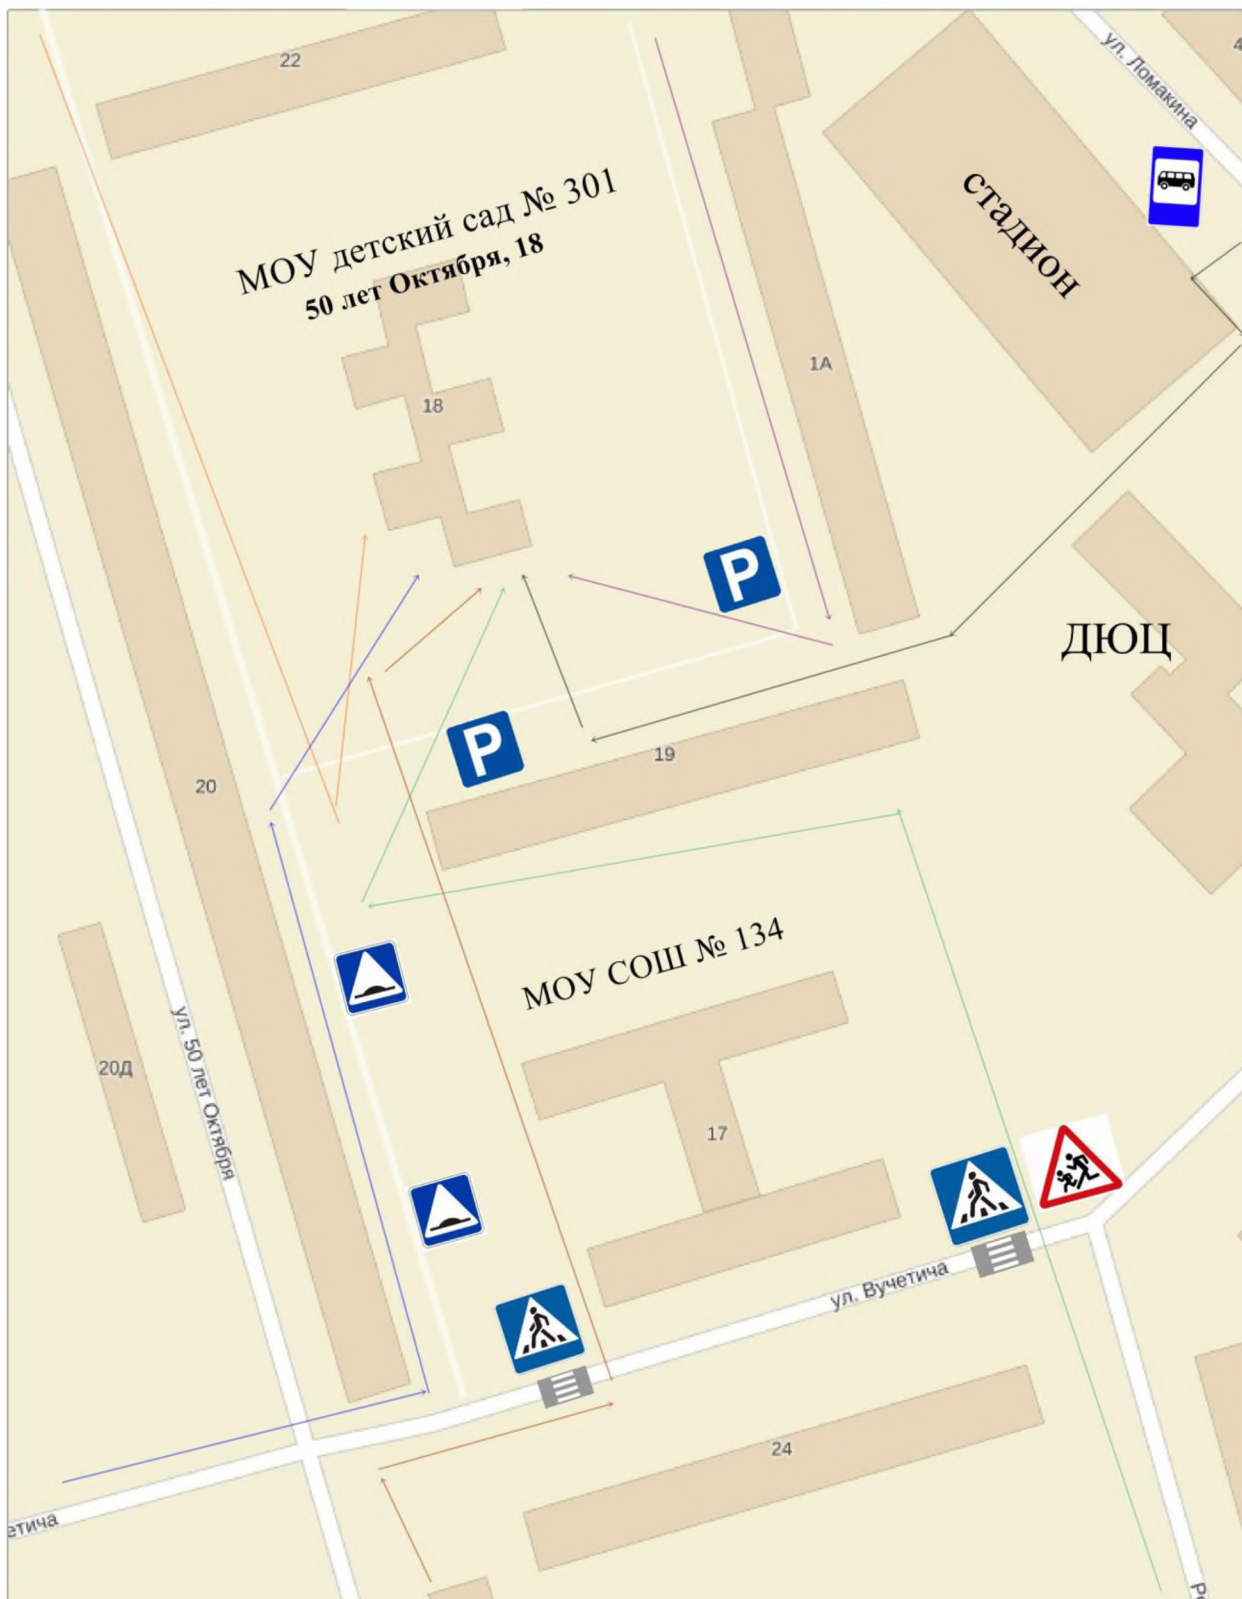 22
ул. Ломакина
4
МОУ детский сад № 301
50 лет Октября, 18
стадион
1А
18
P
ДЮЦ
P
19
20
МОУ СОШ № 134
ул. 50 лет Октября
20Д
17
ул. Вучетича
24
етича